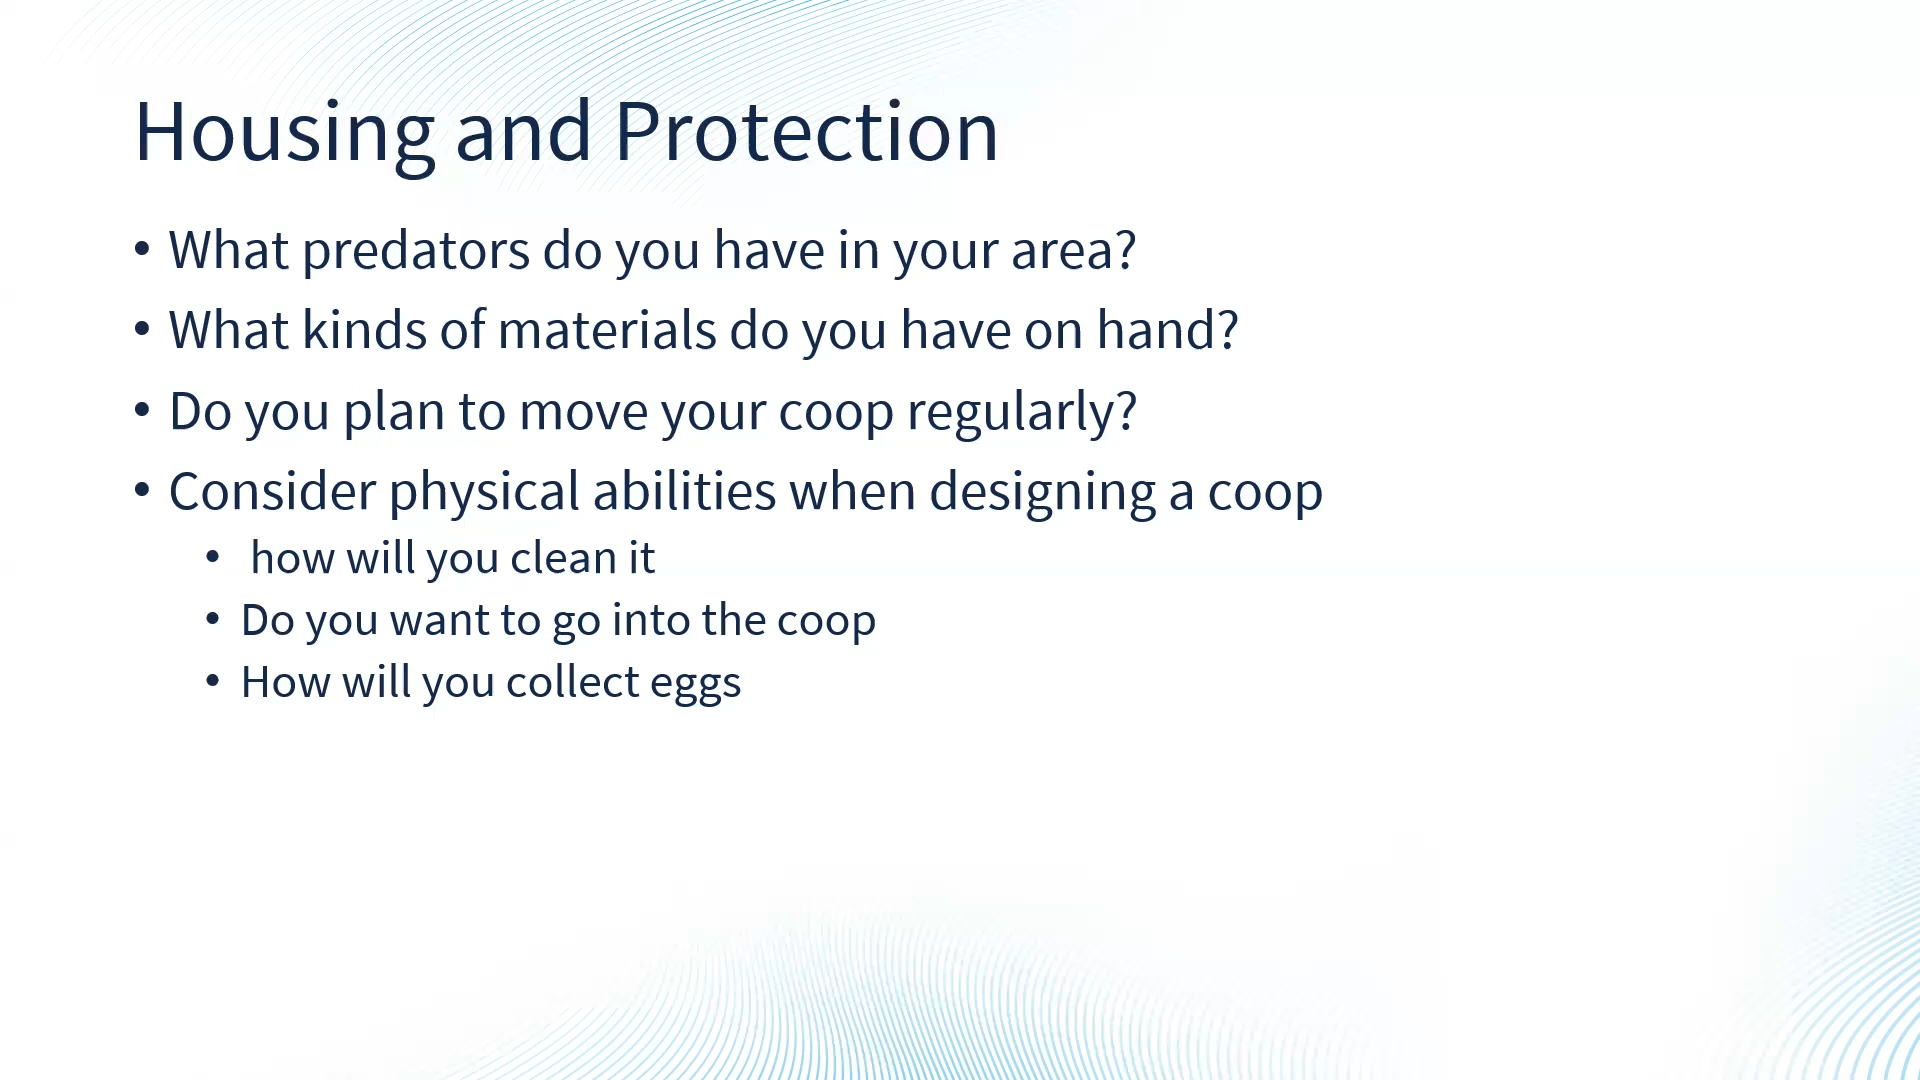 Housing and Protection
• What predators do you have in your area?
• What kinds of materials do you have on hand?
• Do you plan to move your coop regularly?
• Consider physical abilities when designing a coop
• how will you clean it
• Do you want to go into the coop
• How will you collect eggs